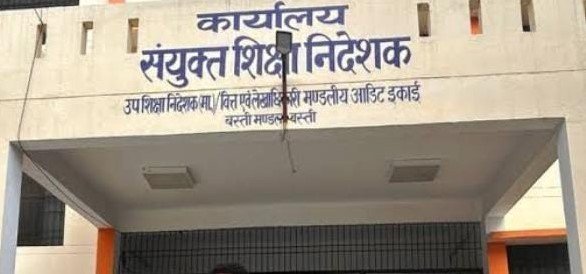 कार्यालय
संयुक्त शिक्षा निदेशक
उप शिक्षा निदेशक(मा.)/वित्त एवं लेखाधिकारी मण्डलीय आडिट इकाई
बस्ती मण्डल बस्ती